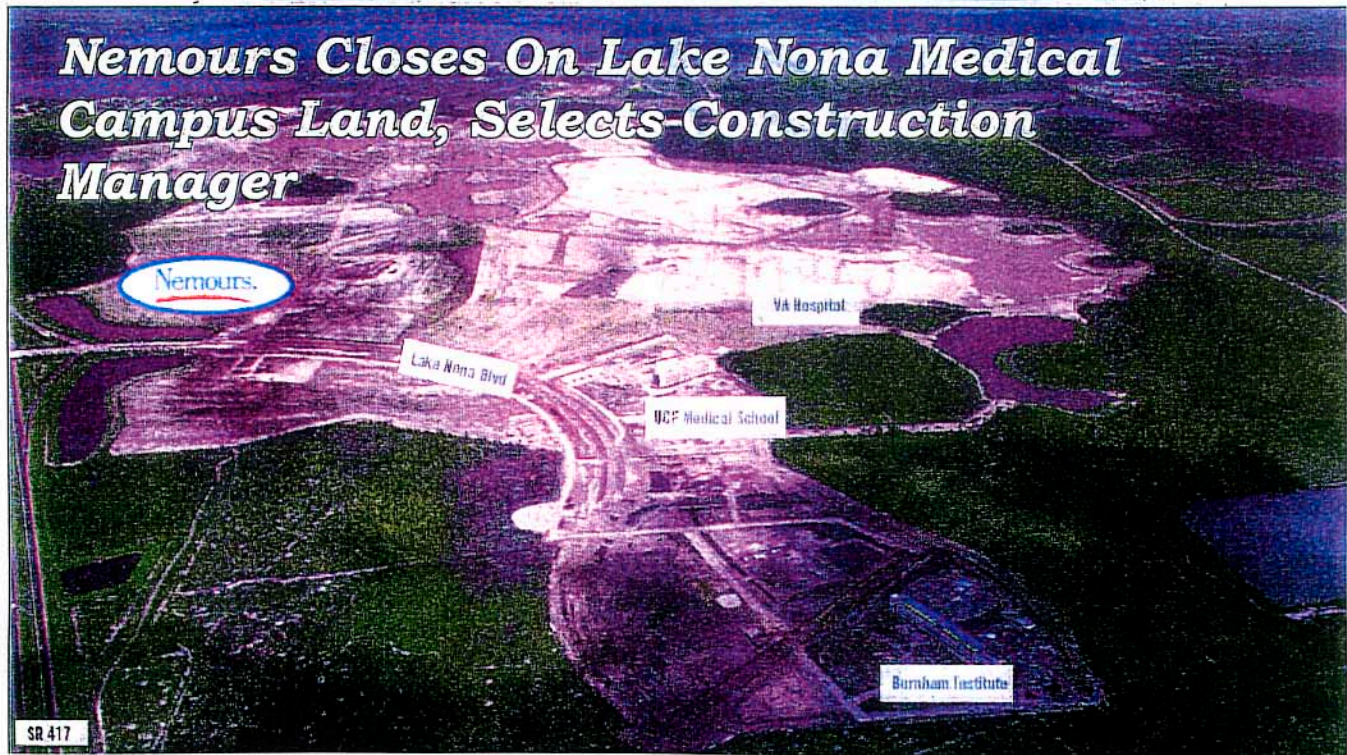 Nemours Closes On Lake Nona Medical
Campus Land, Selects Construction
Manager
Nemours.
VA Hospital
Lake Nona Blvd
UCF Medical School
Burnham Institute
SR 417